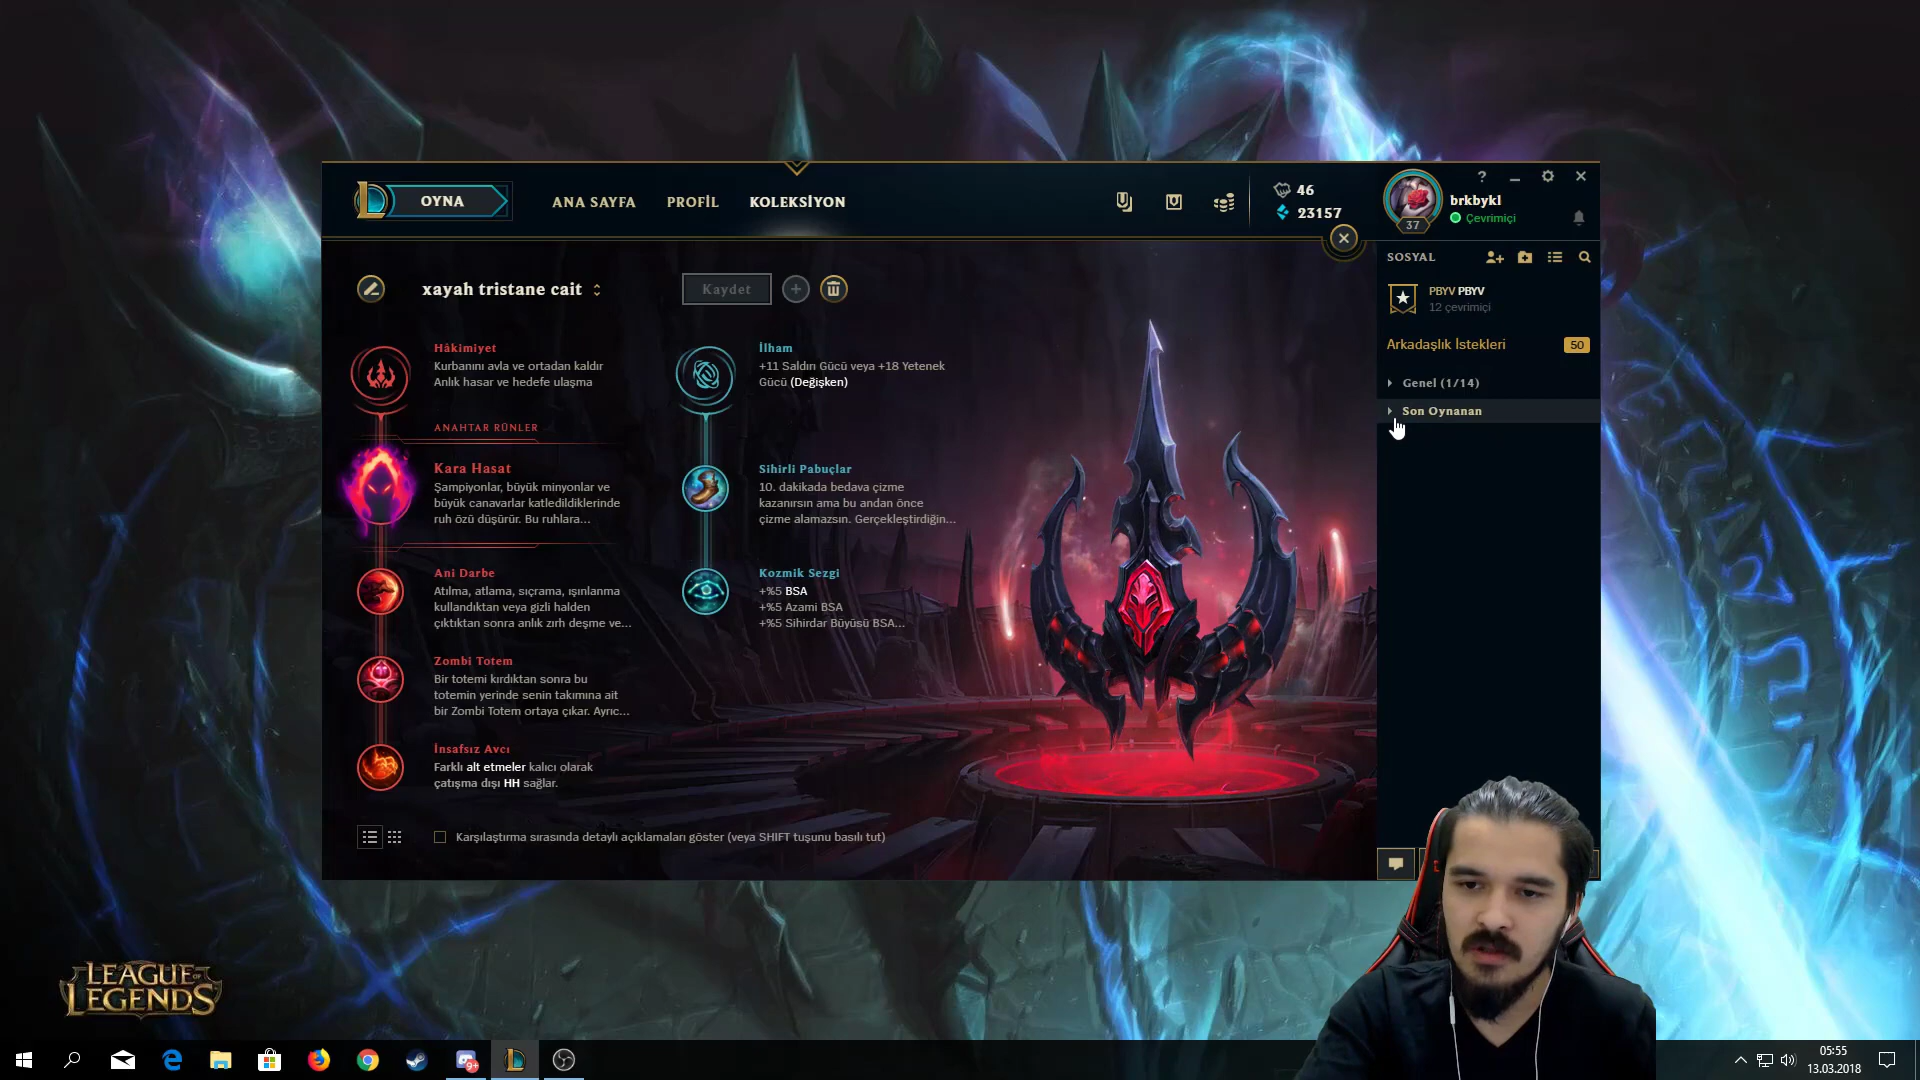 OYNA
ANA SAYFA
PROFİL
KOLEKSİYON
46
23157
37
brkbykl
Çevrimiçi
xayah tristane cait
Kaydet
Hâkimiyet
Kurbanını avla ve ortadan kaldır
Anlık hasar ve hedefe ulaşma
ANAHTAR RÜNLER
Kara Hasat
Şampiyonlar, büyük minyonlar ve
büyük canavarlar katledildiklerinde
ruh özü düşürür. Bu ruhlara...
Ani Darbe
Atılma, atlama, sıçrama, ışınlanma
kullandıktan veya gizli halden
çıktıktan sonra anlık zırh deşme ve...
Zombi Totem
Bir totemi kırdıktan sonra bu
totemin yerinde senin takımına ait
bir Zombi Totem ortaya çıkar. Ayrıc...
İnsafsız Avcı
Farklı alt etmeler kalıcı olarak
çatışma dışı HH sağlar.
İlham
+11 Saldırı Gücü veya +18 Yetenek
Gücü (Değişken)
Sihirli Pabuçlar
10. dakikada bedava çizme
kazanırsın ama bu andan önce
çizme alamazsın. Gerçekleştirdiğin...
Kozmik Sezgi
+%5 BSA
+%5 Azami BSA
+%5 Sihirdar Büyüsü BSA...
Karşılaştırma sırasında detaylı açıklamaları göster (veya SHIFT tuşunu basılı tut)
SOSYAL
PBYV PBYV
12 çevrimiçi
Arkadaşlık İstekleri
50
Genel (1/14)
Son Oynanan
LEAGUE OF
LEGENDS
9+
05:55
13.03.2018